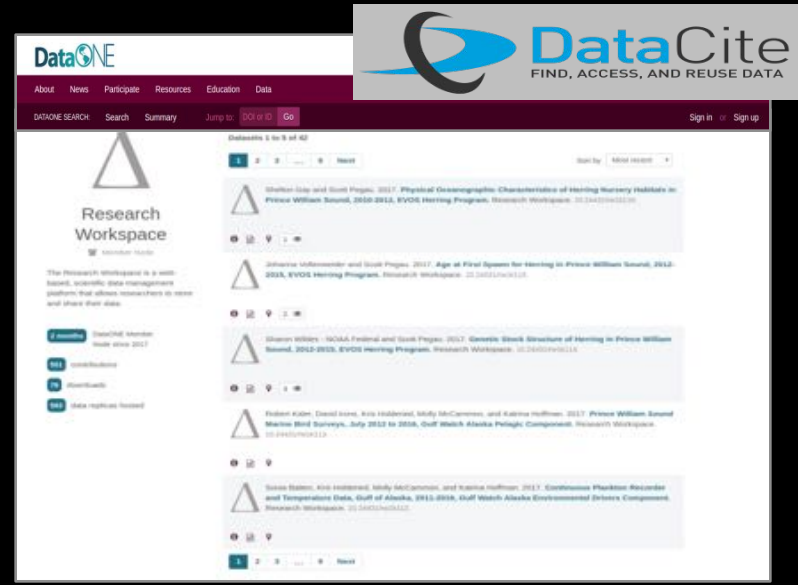 DataONE
DataCite
FIND, ACCESS, AND REUSE DATA
About News Participate Resources Education Data
DATAONE SEARCH: Search Summary Jump to: DOI or ID Go Sign in or Sign up
Datasets 1 to 5 of 42
1 2 3 ... 9 Next
Sort by Most recent
Research
Workspace
Member Node
The Research Workspace is a web-
based, scientific data management
platform that allows researchers to store
and share their data.
2 months DataONE Member
Node since 2017
contributions
downloads
data replicas hosted
Shelton Gay and Scott Pegau. 2017. Physical Oceanographic Characteristics of Herring Nursery Habitats in
Prince William Sound, 2010-2012, EVOS Herring Program. Research Workspace.
Johanna Vollenweider and Scott Pegau. 2017. Age at First Spawn for Herring in Prince William Sound, 2012-
2015, EVOS Herring Program. Research Workspace.
Sharon Wildes - NOAA Federal and Scott Pegau. 2017. Genetic Stock Structure of Herring in Prince William
Sound, 2012-2015, EVOS Herring Program. Research Workspace.
Robert Kaler, David Irons, Kris Holderied, Molly McCammon, and Katrina Hoffman. 2017. Prince William Sound
Marine Bird Surveys, July 2012 to 2016, Gulf Watch Alaska Pelagic Component. Research Workspace.
Sonia Batten, Kris Holderied, Molly McCammon, and Katrina Hoffman. 2017. Continuous Plankton Recorder
and Temperature Data, Gulf of Alaska, 2011-2016, Gulf Watch Alaska Environmental Drivers Component.
Research Workspace.
1 2 3 ... 9 Next